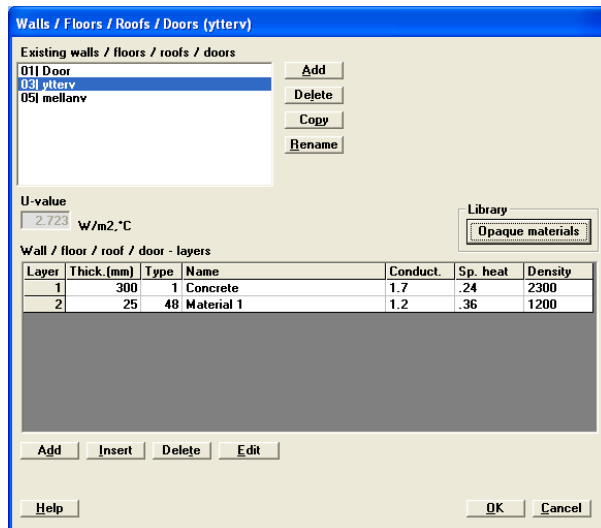 Walls / Floors / Roofs / Doors (ytterv)
Existing walls / floors / roofs / doors
01| Door
03| ytterv
05| mellanv
Add
Delete
Copy
Rename
U-value
2.723 W/m2,°C
Library
Opaque materials
Wall / floor / roof / door - layers
Layer Thick.(mm) Type Name Conduct. Sp. heat Density
1 300 1 Concrete 1.7 .24 2300
2 25 48 Material 1 1.2 .36 1200
Add Insert Delete Edit
Help OK Cancel